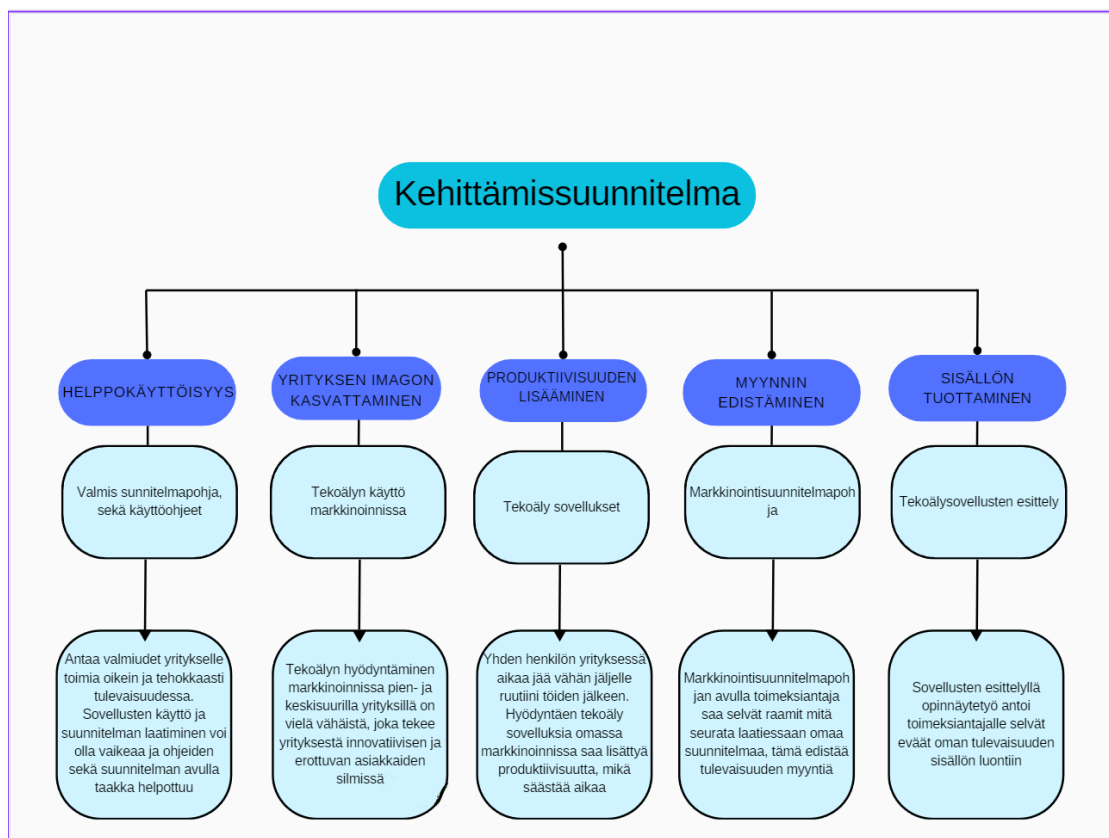 Kehittämissuunnitelma
HELPPOKÄYTTÖISYYS
YRITYKSEN IMAGON
KASVATTAMINEN
PRODUKTIIVISUUDEN
LISÄÄMINEN
MYYNNIN
EDISTÄMINEN
SISÄLLÖN
TUOTTAMINEN
Valmis sunnitelmapohja,
sekä käyttöohjeet
Tekoälyn käyttö
markkinoinnissa
Tekoäly sovellukset
Markkinointisuunnitelmapoh
ja
Tekoälysovellusten esittely
Antaa valmiudet yritykselle
toimia oikein ja tehokkaasti
tulevaisuudessa.
Sovellusten käyttö ja
suunnitelman laatiminen voi
olla vaikeaa ja ohjeiden
sekä suunnitelman avulla
taakka helpottuu
Tekoälyn hyödyntäminen
markkinoinnissa pien- ja
keskisuurilla yrityksillä on
vielä vähäistä, joka tekee
yrityksestä innovatiivisen ja
erottuvan asiakkaiden
silmissä
Yhden henkilön yrityksessä
aikaa jää vähän jäljelle
rutiini töiden jälkeen.
Hyödyntäen tekoäly
sovelluksia omassa
markkinoinnissa saa lisättyä
produktiivisuutta, mikä
säästää aikaa
Markkinointisuunnitelmapoh
jan avulla toimeksiantaja
saa selvät raamit mitä
seurata laatiessaan omaa
suunnitelmaa, tämä edistää
tulevaisuuden myyntiä
Sovellusten esittelyllä
opinnäytetyö antoi
toimeksiantajalle selvät
eväät oman tulevaisuuden
sisällön luontiin